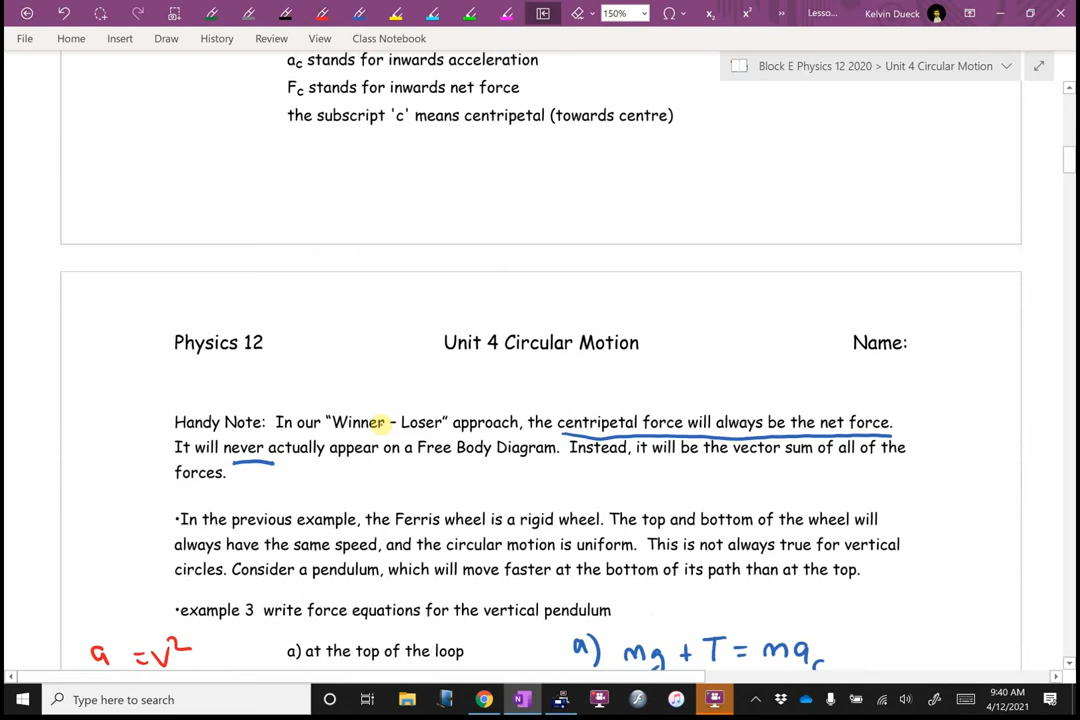 150%
Lesso...
Kelvin Dueck
File Home Insert Draw History Review View Class Notebook
Block E Physics 12 2020 > Unit 4 Circular Motion
ac stands for inwards acceleration
Fc stands for inwards net force
the subscript 'c' means centripetal (towards centre)
Physics 12 Unit 4 Circular Motion Name:
Handy Note: In our "Winner - Loser" approach, the centripetal force will always be the net force.
It will never actually appear on a Free Body Diagram. Instead, it will be the vector sum of all of the
forces.
•In the previous example, the Ferris wheel is a rigid wheel. The top and bottom of the wheel will
always have the same speed, and the circular motion is uniform. This is not always true for vertical
circles. Consider a pendulum, which will move faster at the bottom of its path than at the top.
•example 3 write force equations for the vertical pendulum
a = v²
a) at the top of the loop
a) mg + T = mac
Type here to search
9:40 AM
4/12/2021